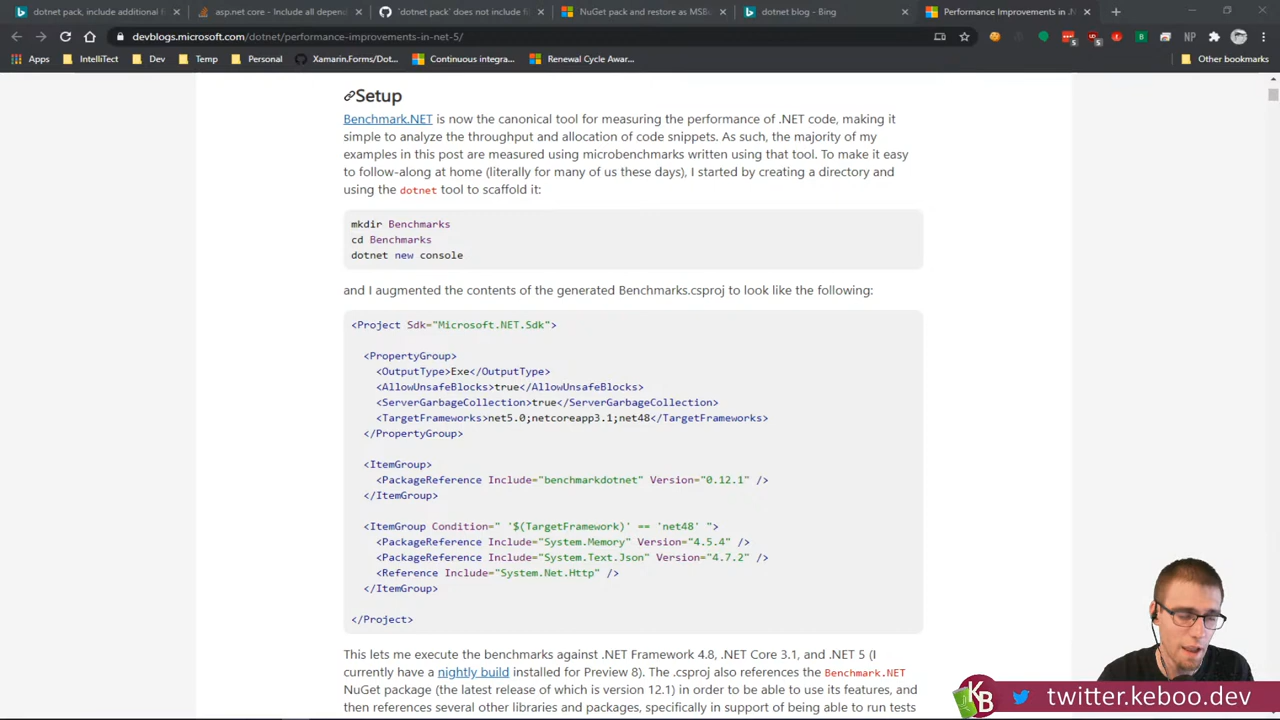 dotnet pack, include additional f
asp.net core - Include all depend
`dotnet pack` does not include fi
NuGet pack and restore as MSBu
dotnet blog - Bing
Performance Improvements in .N
devblogs.microsoft.com/dotnet/performance-improvements-in-net-5/
NP
Apps
IntelliTect
Dev
Temp
Personal
Xamarin.Forms/Dot...
Continuous integra...
Renewal Cycle Awar...
Other bookmarks
Setup
Benchmark.NET is now the canonical tool for measuring the performance of .NET code, making it
simple to analyze the throughput and allocation of code snippets. As such, the majority of my
examples in this post are measured using microbenchmarks written using that tool. To make it easy
to follow-along at home (literally for many of us these days), I started by creating a directory and
using the dotnet tool to scaffold it:
mkdir Benchmarks
cd Benchmarks
dotnet new console
and I augmented the contents of the generated Benchmarks.csproj to look like the following:
<Project Sdk="Microsoft.NET.Sdk">
<PropertyGroup>
<OutputType>Exe</OutputType>
<AllowUnsafeBlocks>true</AllowUnsafeBlocks>
<ServerGarbageCollection>true</ServerGarbageCollection>
<TargetFrameworks>net5.0;netcoreapp3.1;net48</TargetFrameworks>
</PropertyGroup>
<ItemGroup>
<PackageReference Include="benchmarkdotnet" Version="0.12.1" />
</ItemGroup>
<ItemGroup Condition=" '$(TargetFramework)' == 'net48' ">
<PackageReference Include="System.Memory" Version="4.5.4" />
<PackageReference Include="System.Text.Json" Version="4.7.2" />
<Reference Include="System.Net.Http" />
</ItemGroup>
</Project>
This lets me execute the benchmarks against .NET Framework 4.8, .NET Core 3.1, and .NET 5 (I
currently have a nightly build installed for Preview 8). The .csproj also references the Benchmark.NET
NuGet package (the latest release of which is version 12.1) in order to be able to use its features, and
then references several other libraries and packages, specifically in support of being able to run tests
KB
twitter.keboo.dev